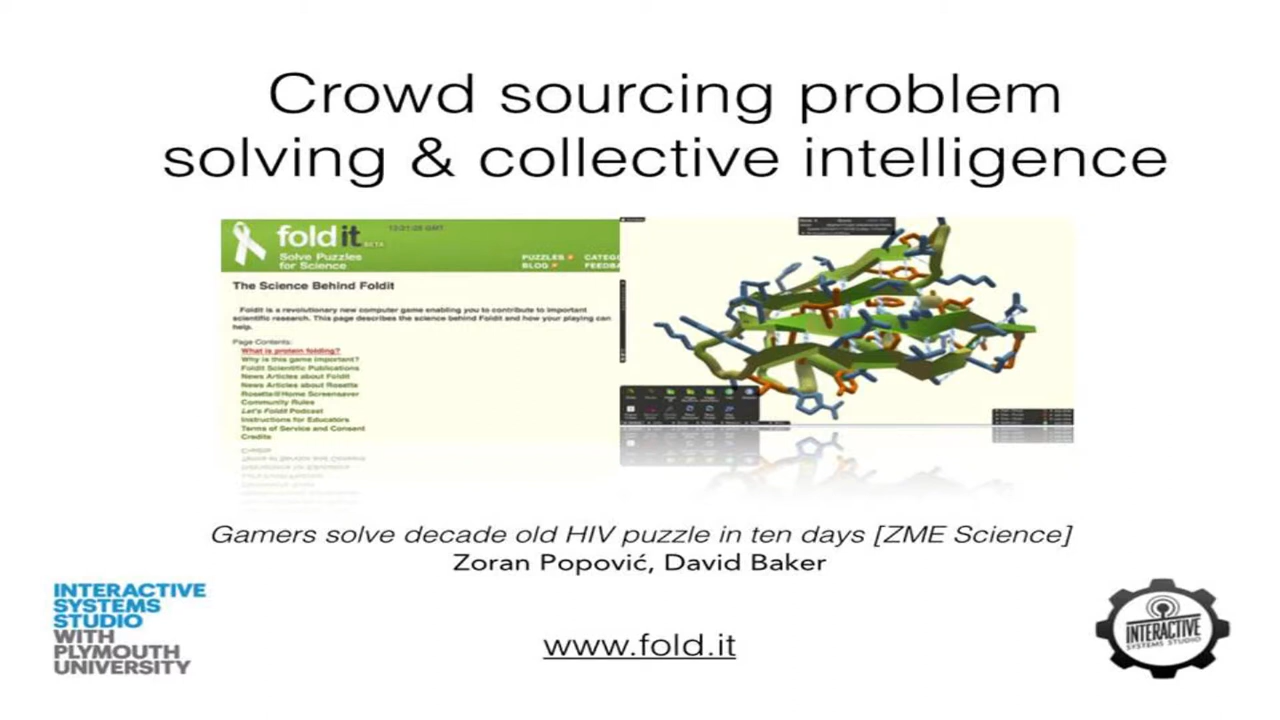 Crowd sourcing problem
solving & collective intelligence
foldit
BETA
Solve Puzzles
for Science
PUZZLES
CATEG
BLOG
FEEDBA
The Science Behind Foldit
Foldit is a revolutionary new computer game enabling you to contribute to important
scientific research. This page describes the science behind Foldit and how your playing can
help.
Page Contents:
What is protein folding?
Why is this game important?
Foldit Scientific Publications
News Articles about Foldit
News Articles about Rosetta
Rosetta@Home Screensaver
Community Rules
Let's Foldit Podcast
Instructions for Educators
Terms of Service and Consent
Credits
Gamers solve decade old HIV puzzle in ten days [ZME Science]
Zoran Popović, David Baker
INTERACTIVE
SYSTEMS
STUDIO
WITH
PLYMOUTH
UNIVERSITY
www.fold.it
INTERACTIVE
SYSTEMS STUDIO